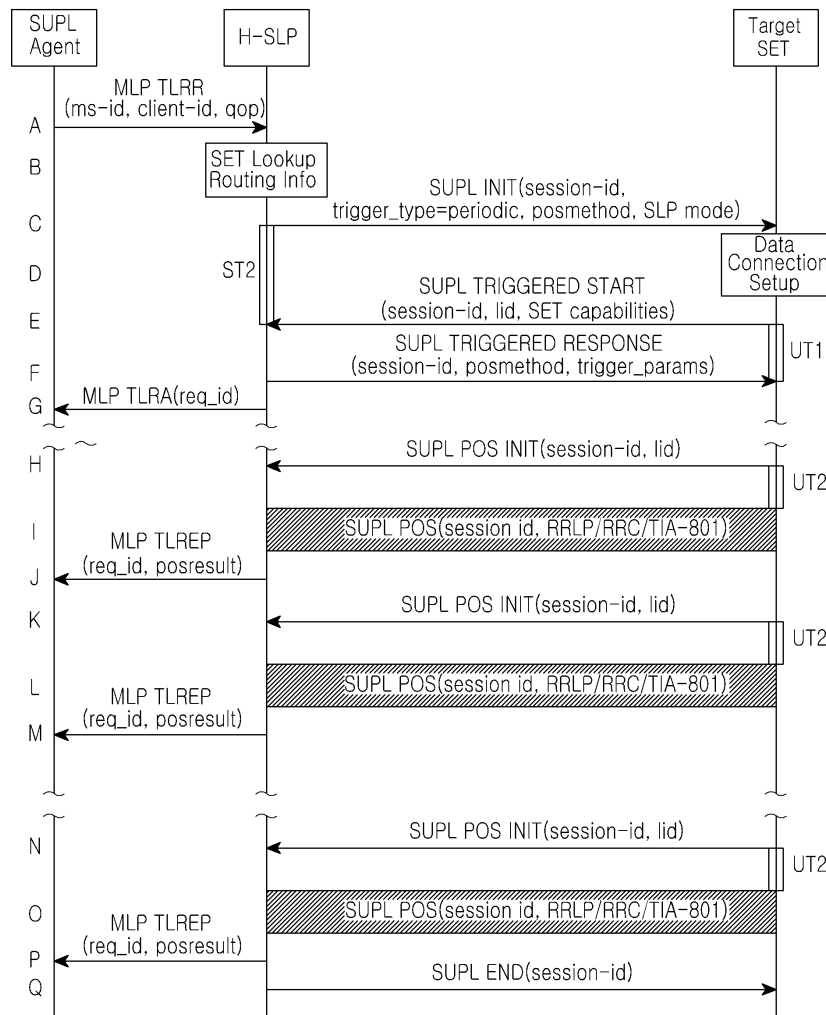 SUPL
Agent
H-SLP
Target
SET
MLP TLRR
(ms-id, client-id, qop)
A
B
SET Lookup
Routing Info
SUPL INIT(session-id,
trigger_type=periodic, posmethod, SLP mode)
C
Data
Connection
Setup
ST2
D
SUPL TRIGGERED START
(session-id, lid, SET capabilities)
E
SUPL TRIGGERED RESPONSE
(session-id, posmethod, trigger_params)
UT1
F
MLP TLRA(req_id)
G
SUPL POS INIT(session-id, lid)
H
UT2
I
SUPL POS(session id, RRLP/RRC/TIA-801)
MLP TLREP
(req_id, posresult)
J
SUPL POS INIT(session-id, lid)
K
UT2
L
SUPL POS(session id, RRLP/RRC/TIA-801)
MLP TLREP
(req_id, posresult)
M
SUPL POS INIT(session-id, lid)
N
UT2
O
SUPL POS(session id, RRLP/RRC/TIA-801)
MLP TLREP
(req_id, posresult)
P
SUPL END(session-id)
Q